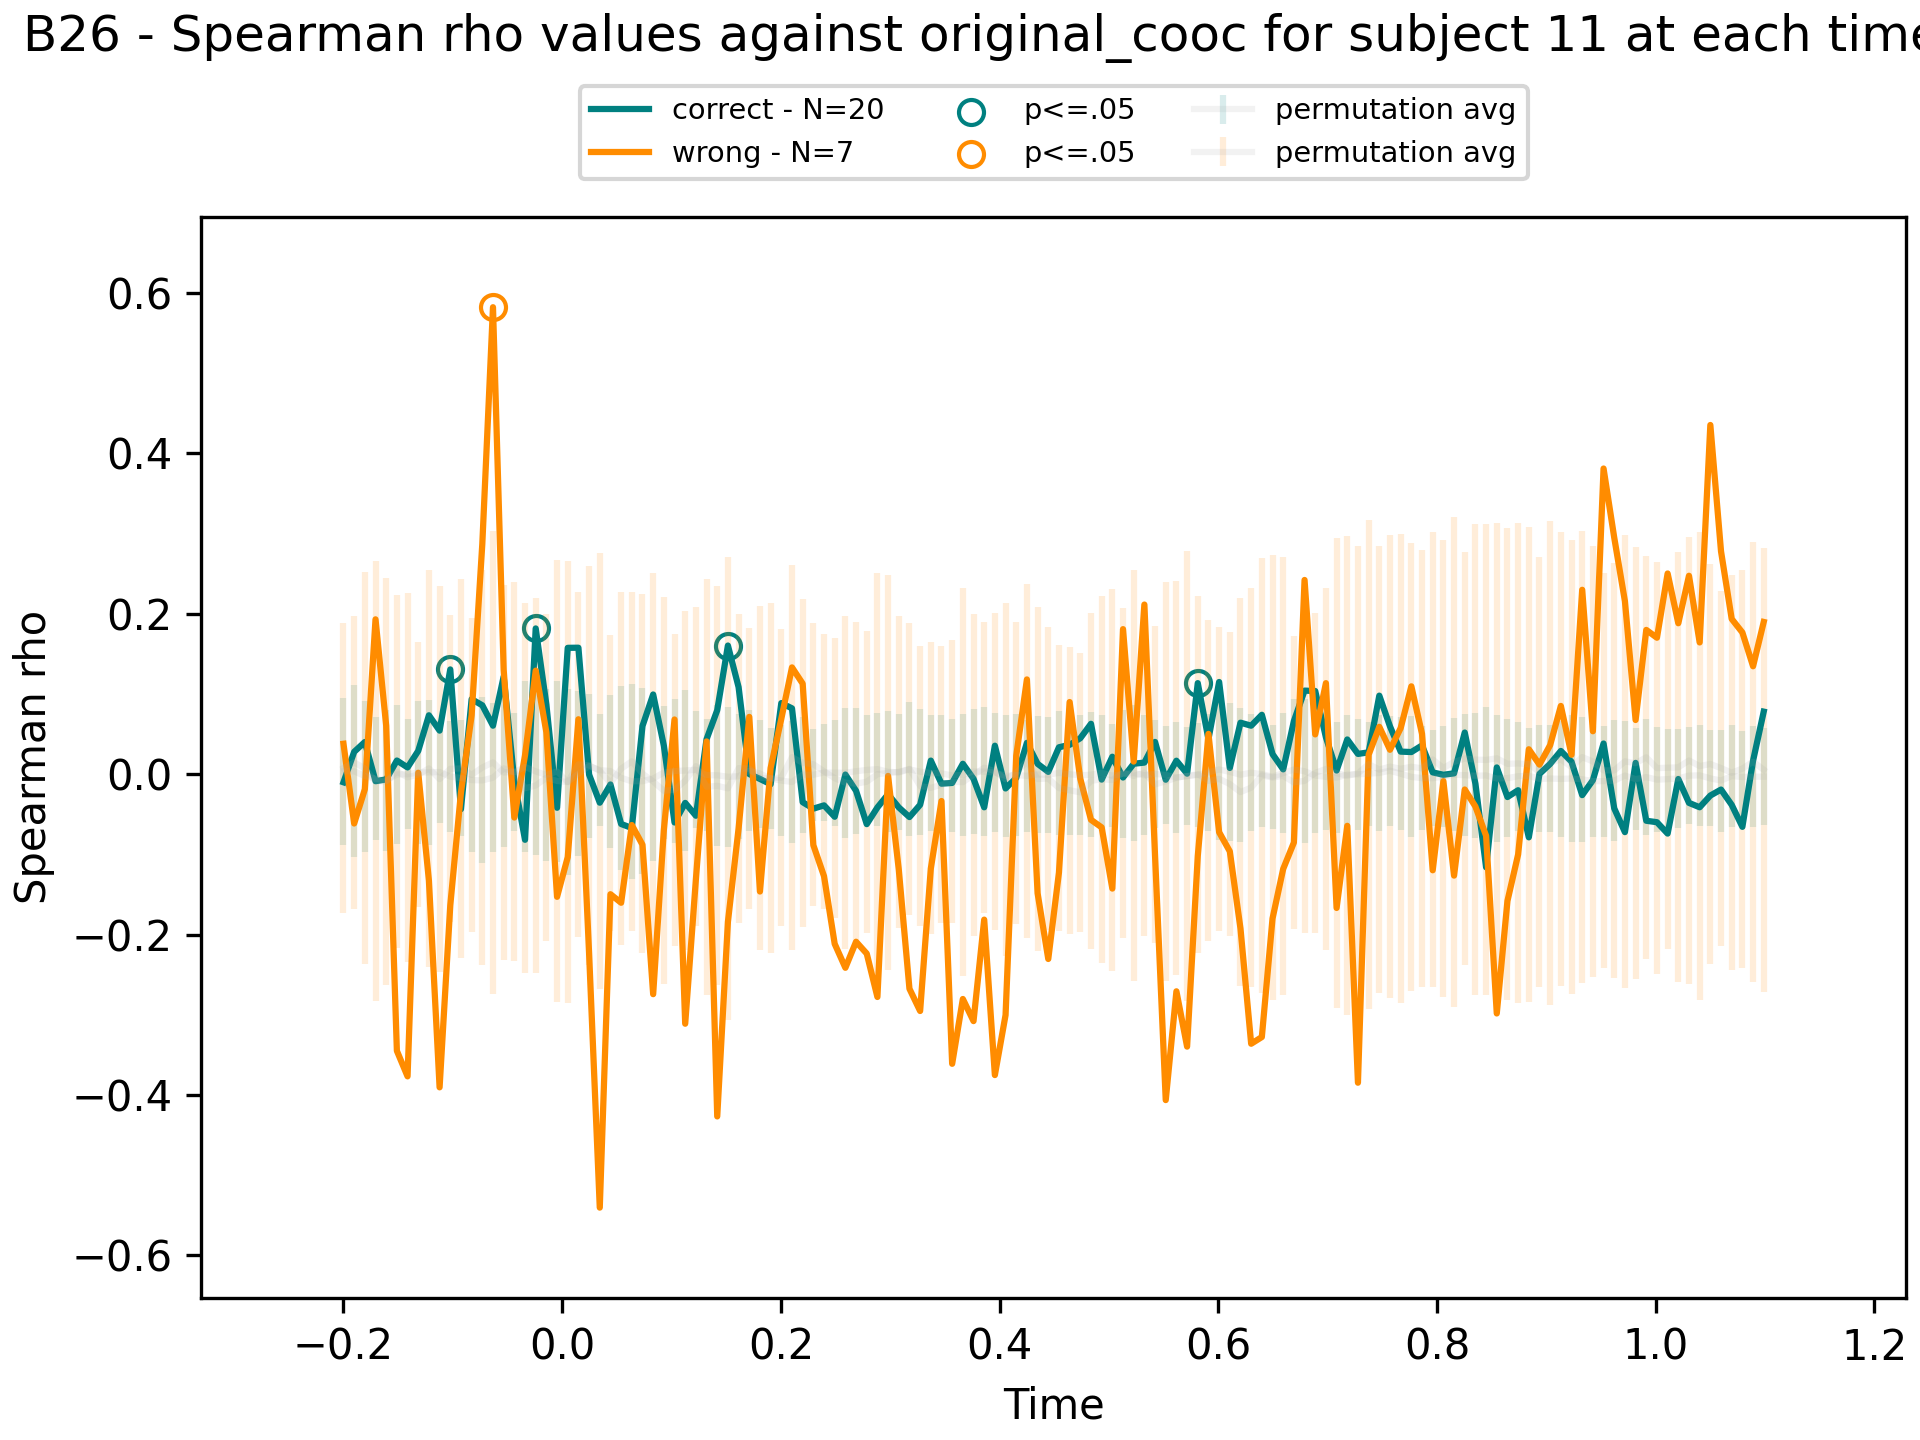 B26 - Spearman rho values against original_cooc for subject 11 at each time
correct - N=20
wrong - N=7
p<=.05
p<=.05
permutation avg
permutation avg
Spearman rho
0.6
0.4
0.2
0.0
−0.2
−0.4
−0.6
−0.2 0.0 0.2 0.4 0.6 0.8 1.0 1.2
Time